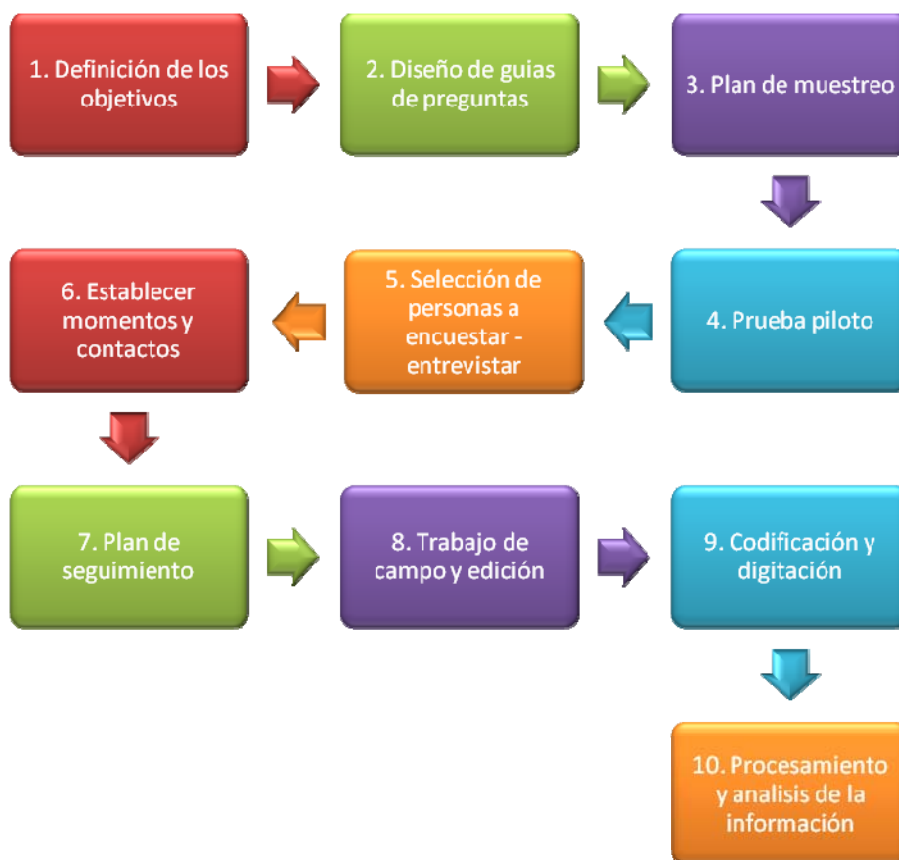 1. Definición de los
objetivos
2. Diseño de guias
de preguntas
3. Plan de muestreo
4. Prueba piloto
5. Selección de
personas a
encuestar -
entrevistar
6. Establecer
momentos y
contactos
7. Plan de
seguimiento
8. Trabajo de
campo y edición
9. Codificación y
digitación
10. Procesamiento
y analisis de la
información